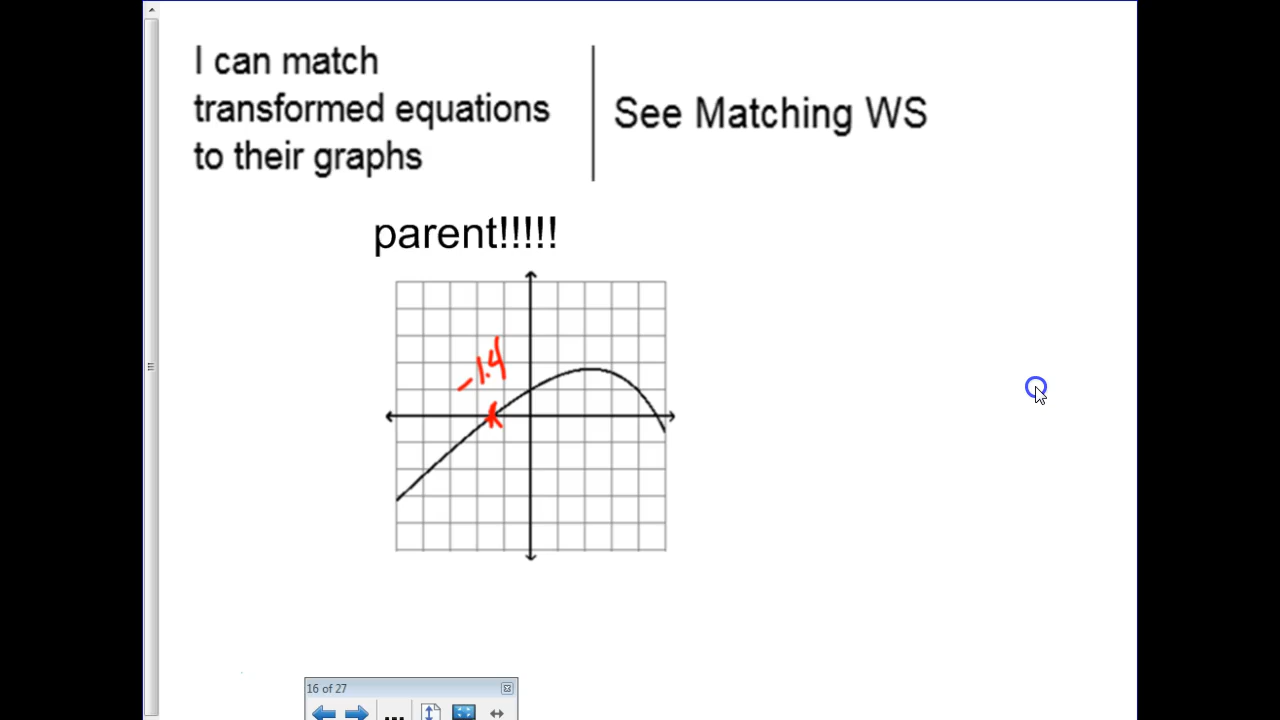 I can match
transformed equations
to their graphs
See Matching WS
parent!!!!!
-1.4
16 of 27